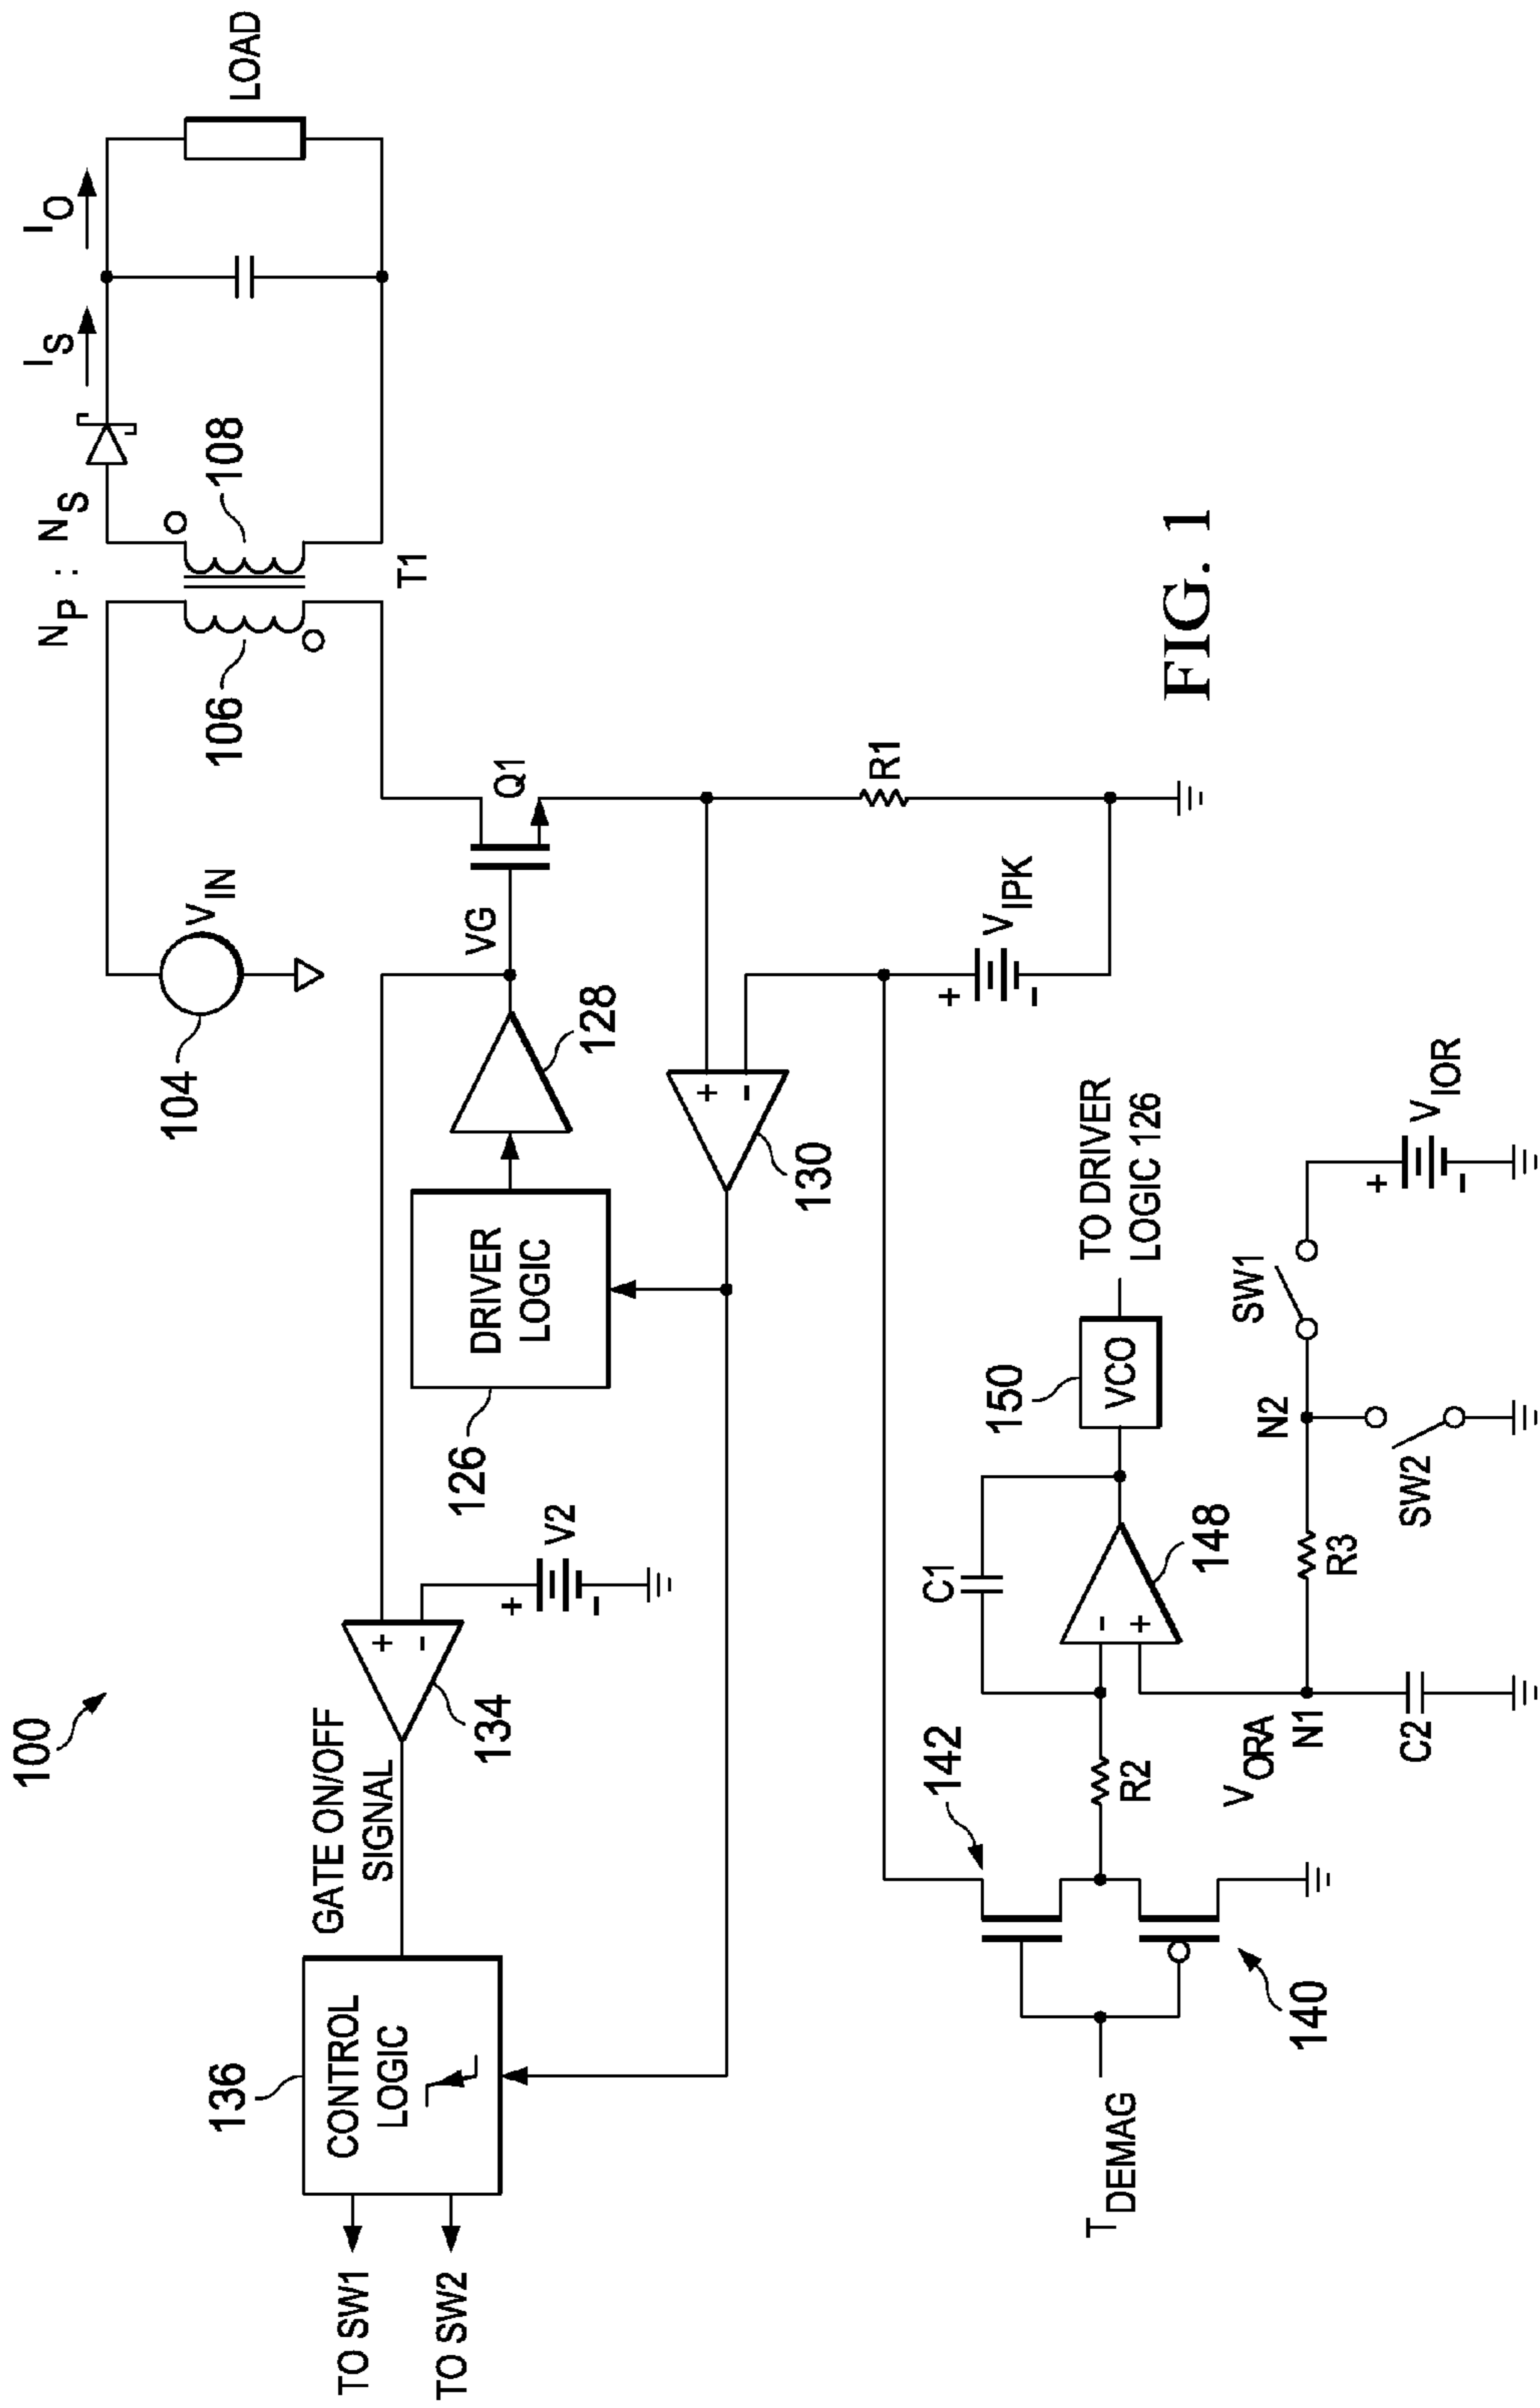 100
N_P : N_S
I_S
I_O
LOAD
104
V_IN
106
108
T1
GATE ON/OFF
SIGNAL
136
CONTROL
LOGIC
TO SW1
TO SW2
134
+
-
+
V2
-
126
DRIVER
LOGIC
128
VG
Q1
130
+
-
+
V_IPK
-
R1
142
140
T_DEMAG
R2
C1
148
-
+
150
VCO
TO DRIVER
LOGIC 126
V_ORA
N1
C2
R3
N2
SW2
SW1
+
V_IOR
-
FIG. 1